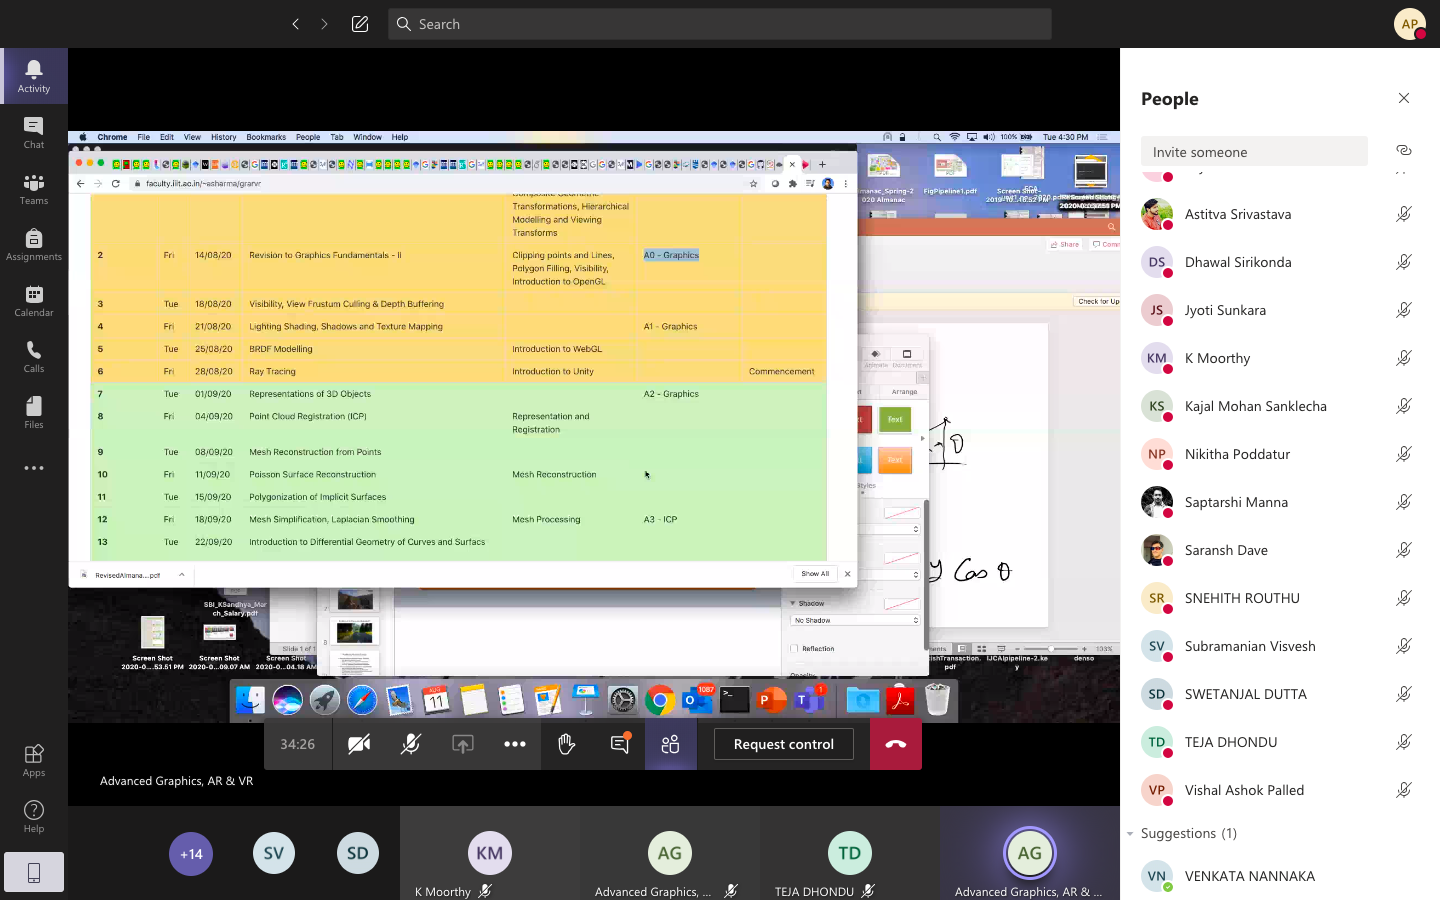 Search
AP
Activity
Chat
Teams
Assignments
Calendar
Calls
Files
Apps
Help
Chrome File Edit View History Bookmarks People Tab Window Help
100% Tue 4:30 PM
faculty.iiit.ac.in/~asherma/grarvr
Transformations, Hierarchical
Modelling and Viewing
Transforms
2 Fri 14/08/20 Revision to Graphics Fundamentals - II Clipping points and Lines, A0 - Graphics
Polygon Filling, Visibility,
Introduction to OpenGL
3 Tue 18/08/20 Visibility, View Frustum Culling & Depth Buffering
4 Fri 21/08/20 Lighting Shading, Shadows and Texture Mapping A1 - Graphics
5 Tue 25/08/20 BRDF Modelling Introduction to WebGL
6 Fri 28/08/20 Ray Tracing Introduction to Unity Commencement
7 Tue 01/09/20 Representations of 3D Objects A2 - Graphics
8 Fri 04/09/20 Point Cloud Registration (ICP) Representation and
Registration
9 Tue 08/09/20 Mesh Reconstruction from Points
10 Fri 11/09/20 Poisson Surface Reconstruction Mesh Reconstruction
11 Tue 15/09/20 Polygonization of Implicit Surfaces
12 Fri 18/09/20 Mesh Simplification, Laplacian Smoothing Mesh Processing A3 - ICP
13 Tue 22/09/20 Introduction to Differential Geometry of Curves and Surfacs
RevisedAlmana....pdf Show All
FigPipeline1.pdf
020 Almanac
Share
Check for Up
Arrange
Text
Text
y Cos θ
Shadow
No Shadow
Reflection
103%
Slide 1 of
SBI_KSandhya_Mar
ch_Salary.pdf
Screen Shot
2020-0...53.51 PM
Screen Shot
2020-0...09.07 AM
Screen Shot
2020-0...04.18 AM
ishTransaction.
pdf
IJCAIpipeline-2.ke
y
denso
AUG
11
1087
1
34:26
Request control
Advanced Graphics, AR & VR
+14
SV
SD
KM
K Moorthy
AG
Advanced Graphics, ...
TD
TEJA DHONDU
AG
Advanced Graphics, AR & ...
People
Invite someone
Astitva Srivastava
DS Dhawal Sirikonda
JS Jyoti Sunkara
KM K Moorthy
KS Kajal Mohan Sanklecha
NP Nikitha Poddatur
Saptarshi Manna
Saransh Dave
SR SNEHITH ROUTHU
SV Subramanian Visvesh
SD SWETANJAL DUTTA
TD TEJA DHONDU
VP Vishal Ashok Palled
Suggestions (1)
VN VENKATA NANNAKA